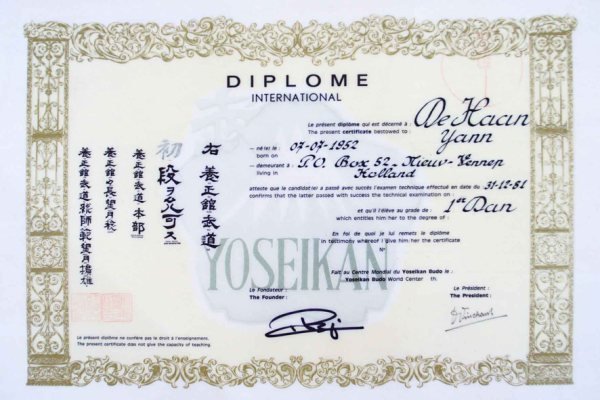 DIPLOME
INTERNATIONAL
Le présent diplôme qui est décerné à : De Haan
The present certificate bestowed to : Yann
— né(e) le : 07-07-1952
born on
— demeurant à : P.O. Box 52. Nieuw-Vennep
living in Holland
atteste que le candidat(e) a passé avec succès l'examen technique effectué en date du 31-12-81
confirms that the latter passed with success the technical examination on :
et qu'il l'élève au grade de : 1er Dan
which entitles him to the degree of :
En foi de quoi je lui remets le diplôme
in testimony whereof I give him her the certificate
N°
Fait au Centre Mondial du Yoseikan Budo le :
Yoseikan Budo World Center th.
右 養正館武道
初段ヲ允可ス
養正館武道本部
養正館々長望月稔
養正館武道総師範望月擴雄
YOSEIKAN
Le Fondateur :
The Founder :
Le Président :
The President :
Le présent diplôme ne confère pas le droit à l'enseignement.
The present certificate dias not give the capacity of teaching.